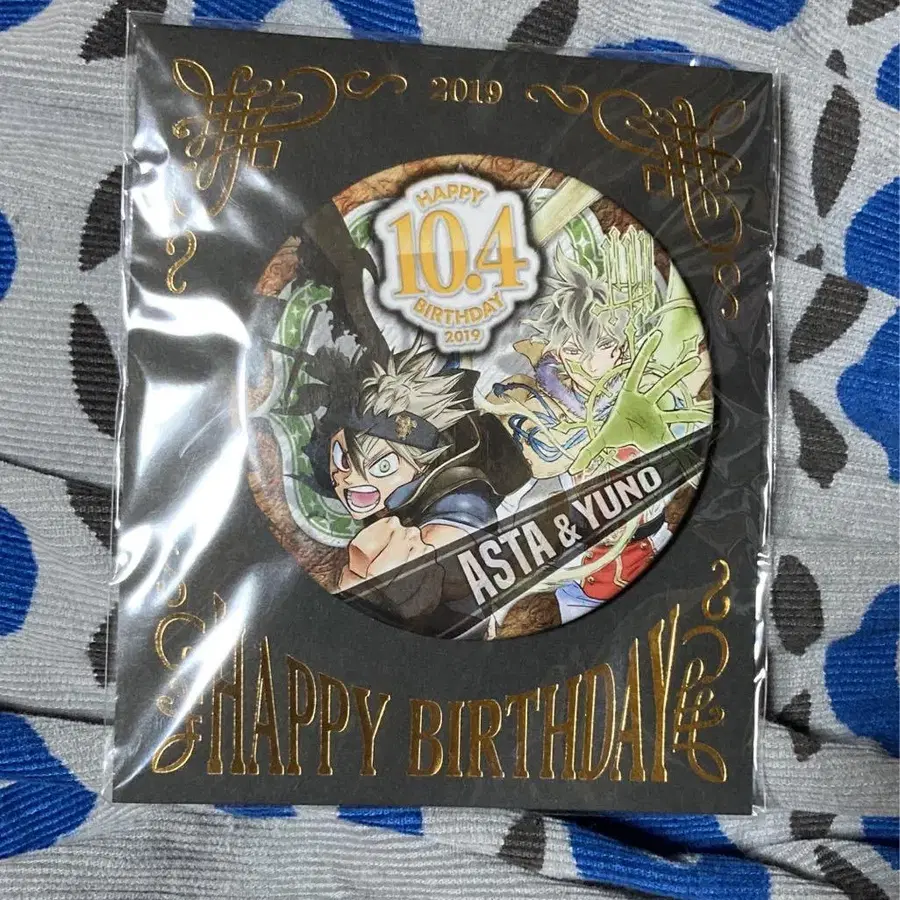 2019
HAPPY
10.4
BIRTHDAY
2019
ASTA & YUNO
HAPPY BIRTHDAY